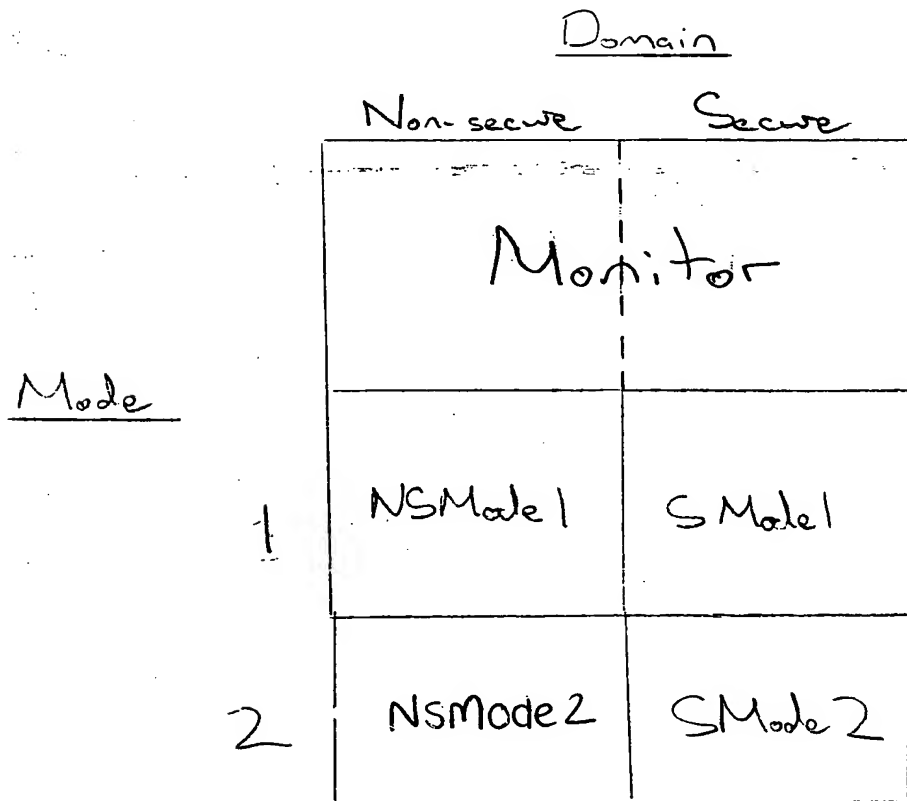 Domain
Non-secure Secure
Monitor
Mode
1 NSMode1 SMode1
2 NSMode2 SMode2